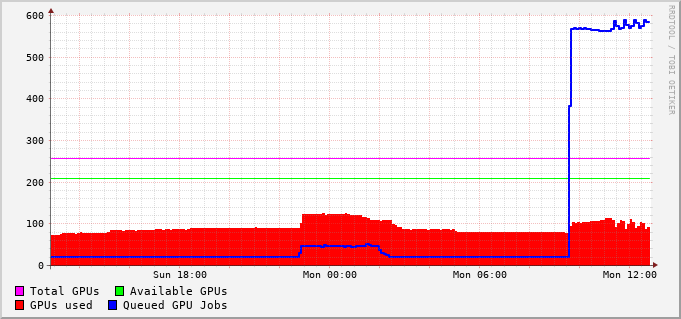 600
500
400
300
200
100
0
Sun 18:00 Mon 00:00 Mon 06:00 Mon 12:00
Total GPUs Available GPUs
GPUs used Queued GPU Jobs
RRDTOOL / TOBI OETIKER